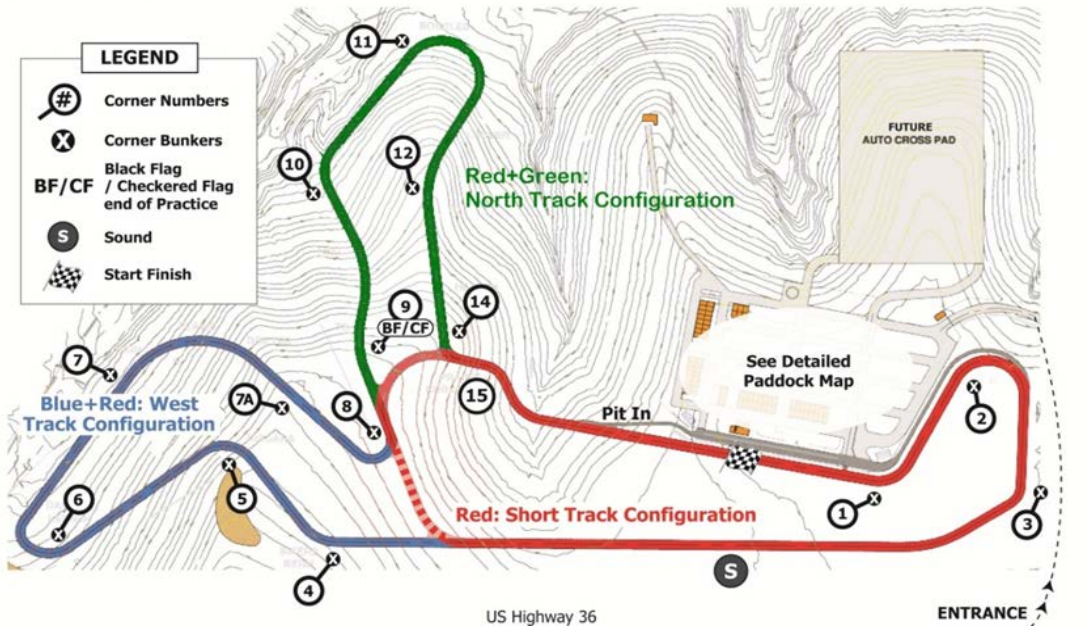 LEGEND
# Corner Numbers
X Corner Bunkers
BF/CF Black Flag
/ Checkered Flag
end of Practice
S Sound
Start Finish
11
10
12
Red+Green:
North Track Configuration
FUTURE
AUTO CROSS PAD
9
BF/CF
14
7
7A
8
15
See Detailed
Paddock Map
Blue+Red: West
Track Configuration
Pit In
2
6
5
1
3
Red: Short Track Configuration
4
S
US Highway 36
ENTRANCE